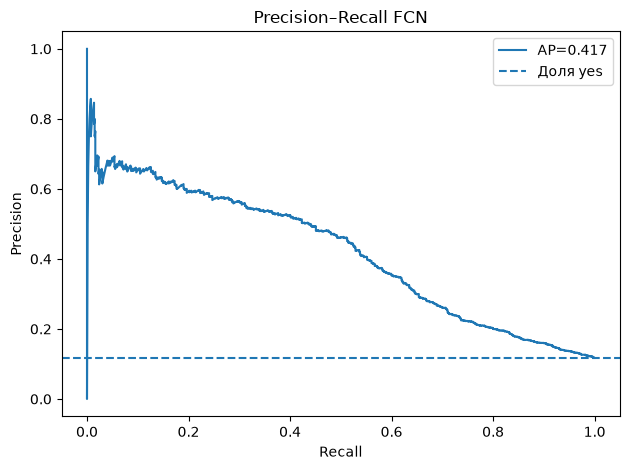 Precision–Recall FCN
AP=0.417
Доля yes
Precision
1.0
0.8
0.6
0.4
0.2
0.0
0.0 0.2 0.4 0.6 0.8 1.0
Recall